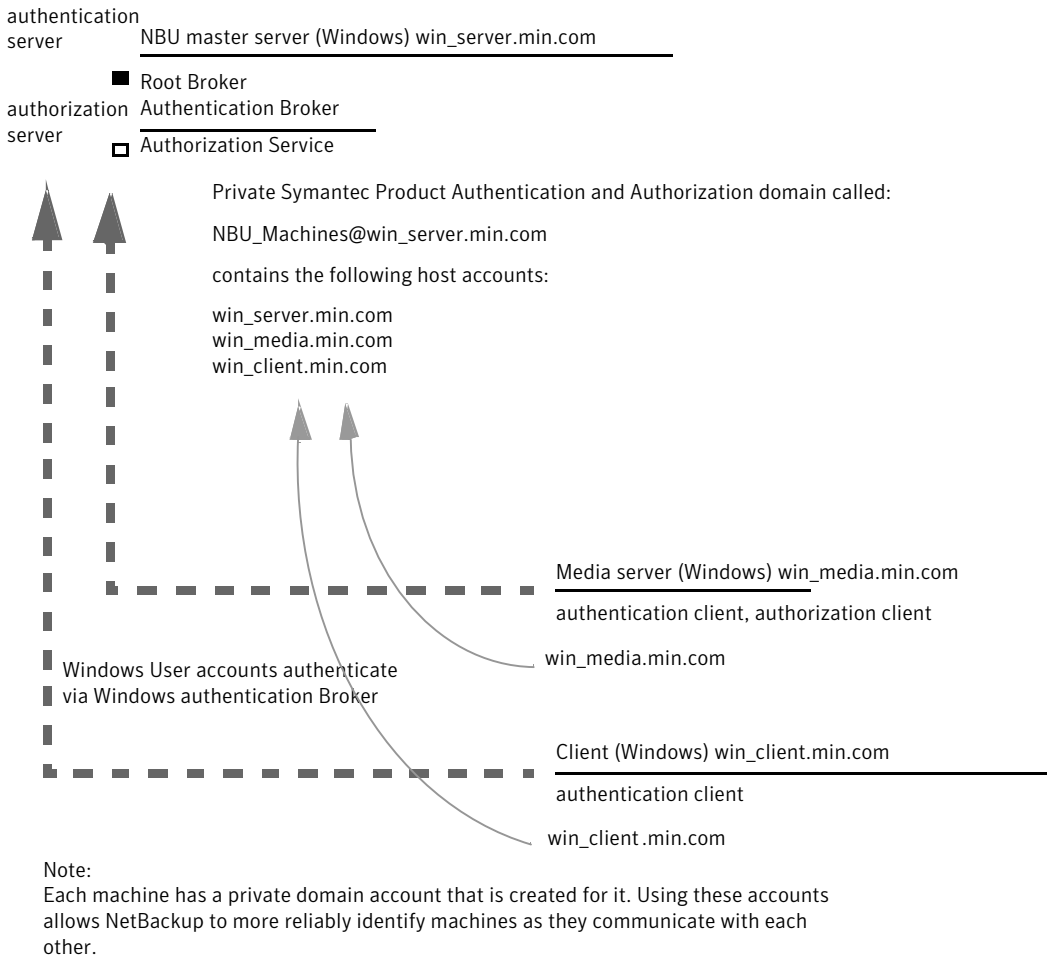 authentication
server
NBU master server (Windows) win_server.min.com
Root Broker
authorization
server
Authentication Broker
Authorization Service
Private Symantec Product Authentication and Authorization domain called:
NBU_Machines@win_server.min.com
contains the following host accounts:
win_server.min.com
win_media.min.com
win_client.min.com
Media server (Windows) win_media.min.com
authentication client, authorization client
win_media.min.com
Windows User accounts authenticate
via Windows authentication Broker
Client (Windows) win_client.min.com
authentication client
win_client.min.com
Note:
Each machine has a private domain account that is created for it. Using these accounts
allows NetBackup to more reliably identify machines as they communicate with each
other.